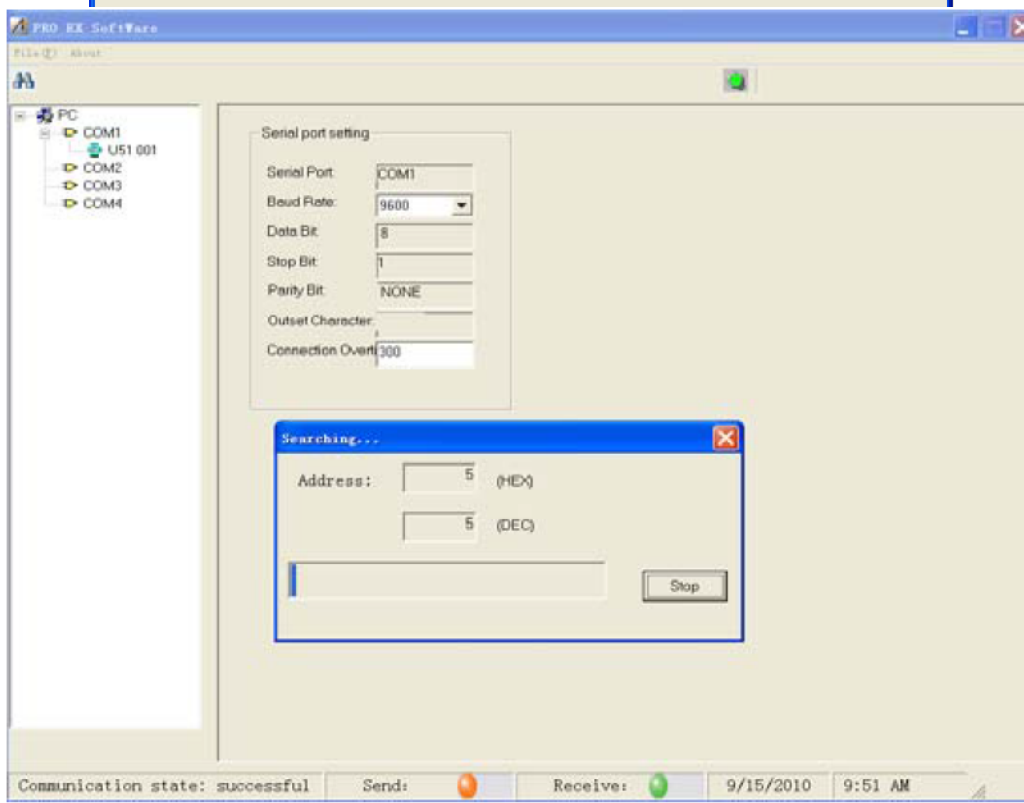 PRO EX SoftWare
File(F) About
PC
COM1
U51 001
COM2
COM3
COM4
Serial port setting
Serial Port: COM1
Baud Rate: 9600
Data Bit: 8
Stop Bit: 1
Parity Bit: NONE
Outset Character:
Connection Overti 300
Searching...
Address: 5 (HEX)
5 (DEC)
Stop
Communication state: successful Send: Receive: 9/15/2010 9:51 AM